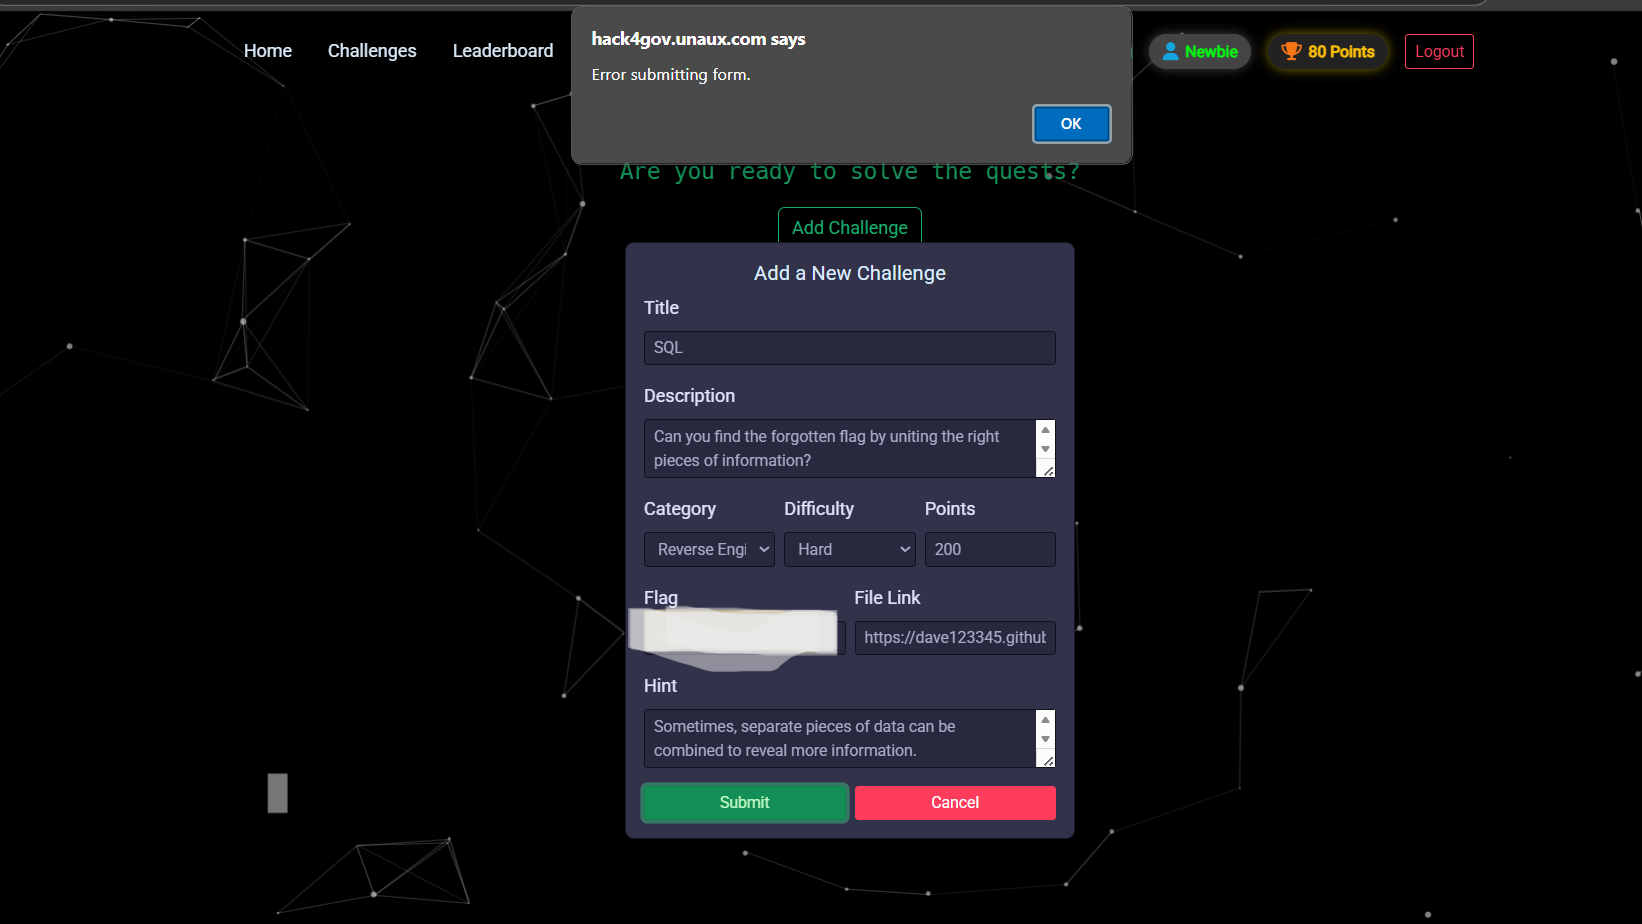 hack4gov.unaux.com says
Error submitting form.
OK
Home
Challenges
Leaderboard
Newbie
80 Points
Logout
Are you ready to solve the quests?
Add Challenge
Add a New Challenge
Title
SQL
Description
Can you find the forgotten flag by uniting the right
pieces of information?
Category
Difficulty
Points
Reverse Engi
Hard
200
Flag
File Link
https://dave123345.github
Hint
Sometimes, separate pieces of data can be
combined to reveal more information.
Submit
Cancel